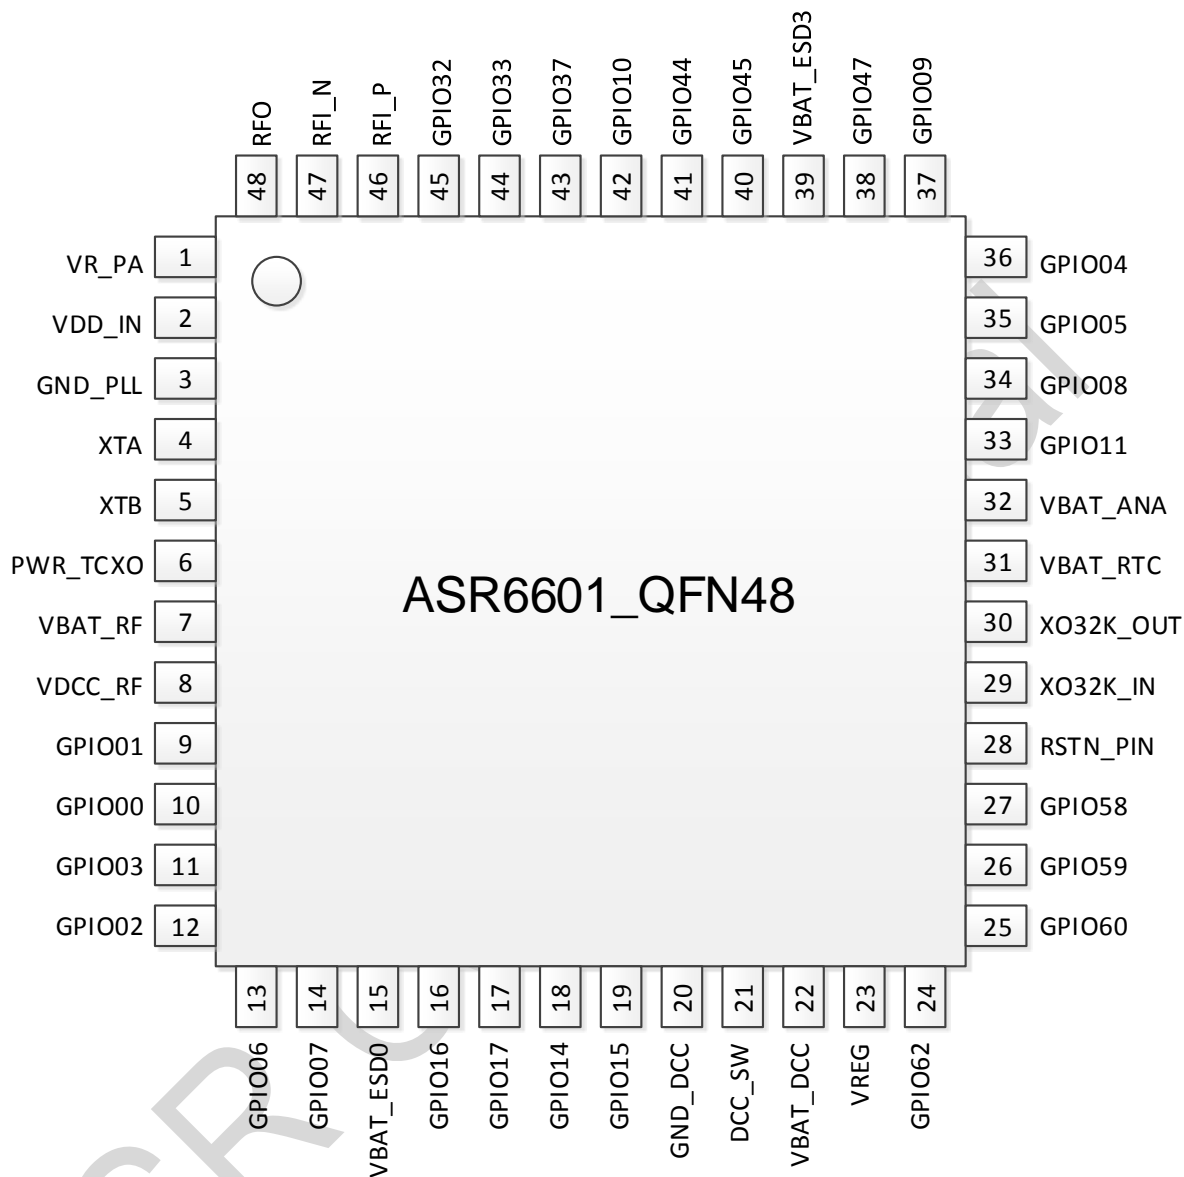 RFO
RFI_N
RFI_P
GPIO32
GPIO33
GPIO37
GPIO10
GPIO44
GPIO45
VBAT_ESD3
GPIO47
GPIO09
48
47
46
45
44
43
42
41
40
39
38
37
VR_PA 1
VDD_IN 2
GND_PLL 3
XTA 4
XTB 5
PWR_TCXO 6
VBAT_RF 7
VDCC_RF 8
GPIO01 9
GPIO00 10
GPIO03 11
GPIO02 12
ASR6601_QFN48
36 GPIO04
35 GPIO05
34 GPIO08
33 GPIO11
32 VBAT_ANA
31 VBAT_RTC
30 XO32K_OUT
29 XO32K_IN
28 RSTN_PIN
27 GPIO58
26 GPIO59
25 GPIO60
13
14
15
16
17
18
19
20
21
22
23
24
GPIO06
GPIO07
VBAT_ESD0
GPIO16
GPIO17
GPIO14
GPIO15
GND_DCC
DCC_SW
VBAT_DCC
VREG
GPIO62